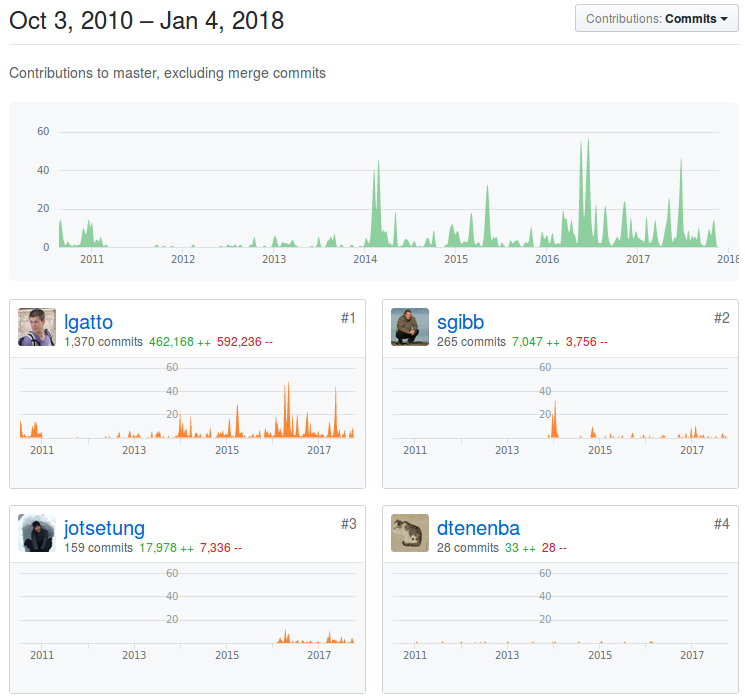 Oct 3, 2010 – Jan 4, 2018
Contributions: Commits
Contributions to master, excluding merge commits
60
40
20
0
2011 2012 2013 2014 2015 2016 2017 2018
lgatto #1
1,370 commits 462,168 ++ 592,236 --
60
40
20
2011 2013 2015 2017
sgibb #2
265 commits 7,047 ++ 3,756 --
60
40
20
2011 2013 2015 2017
jotsetung #3
159 commits 17,978 ++ 7,336 --
60
40
20
2011 2013 2015 2017
dtenenba #4
28 commits 33 ++ 28 --
60
40
20
2011 2013 2015 2017